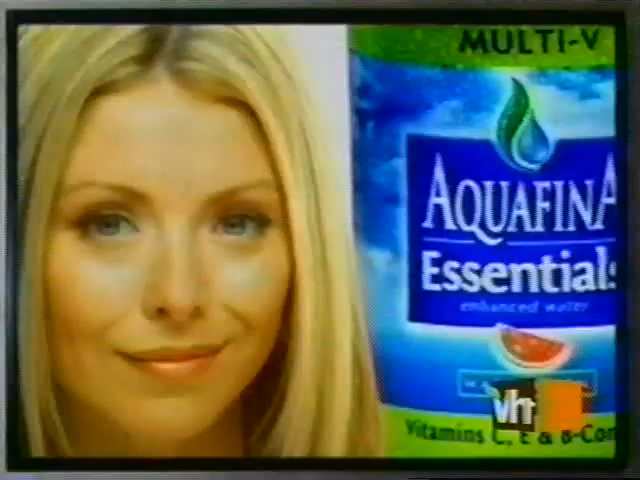 MULTI-V
AQUAFINA
Essentials
enhanced water
vh1
Vitamins C, E & B-Com